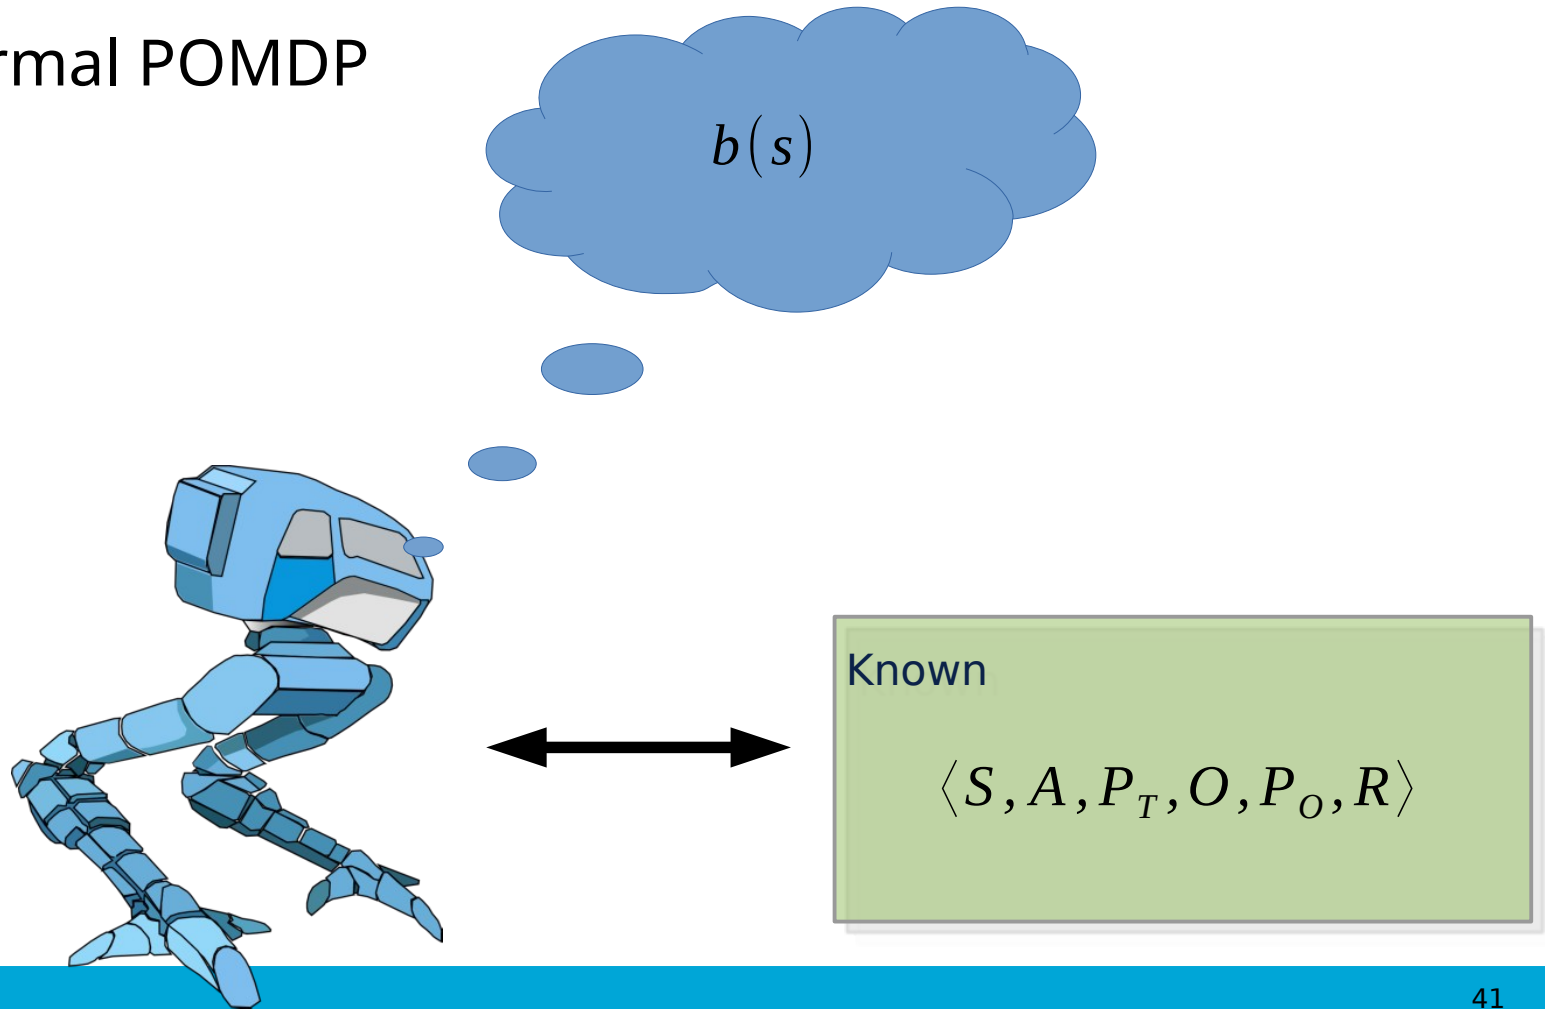 rmal POMDP
b(s)
Known
⟨S, A, P_T, O, P_O, R⟩
41